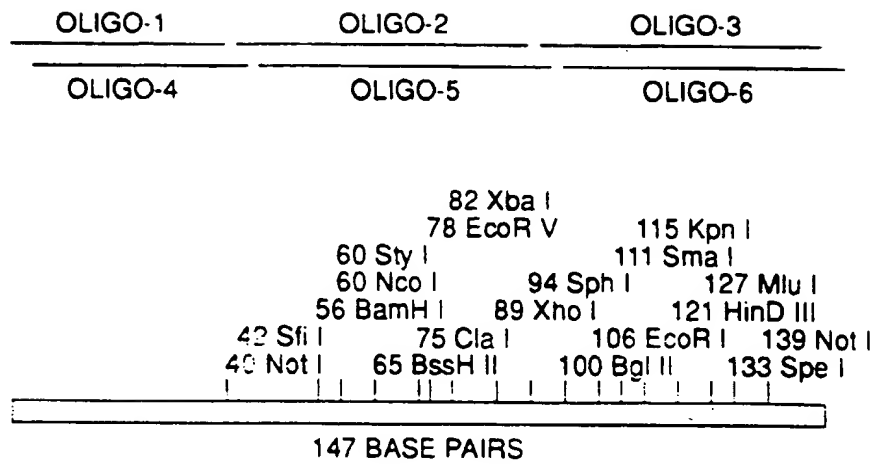 OLIGO-1 OLIGO-2 OLIGO-3
OLIGO-4 OLIGO-5 OLIGO-6
82 Xba I
78 EcoR V 115 Kpn I
60 Sty I 111 Sma I
60 Nco I 94 Sph I 127 Mlu I
56 BamH I 89 Xho I 121 HinD III
42 Sfi I 75 Cla I 106 EcoR I 139 Not I
40 Not I 65 BssH II 100 Bgl II 133 Spe I
147 BASE PAIRS